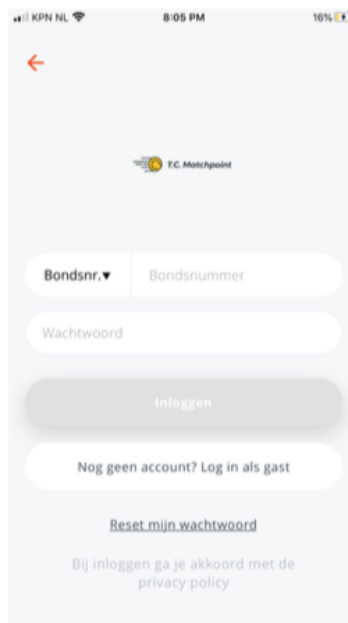 KPN NL 8:05 PM 16%
T.C. Matchpoint
Bondsnr.▼ Bondsnummer
Wachtwoord
Inloggen
Nog geen account? Log in als gast
Reset mijn wachtwoord
Bij inloggen ga je akkoord met de
privacy policy